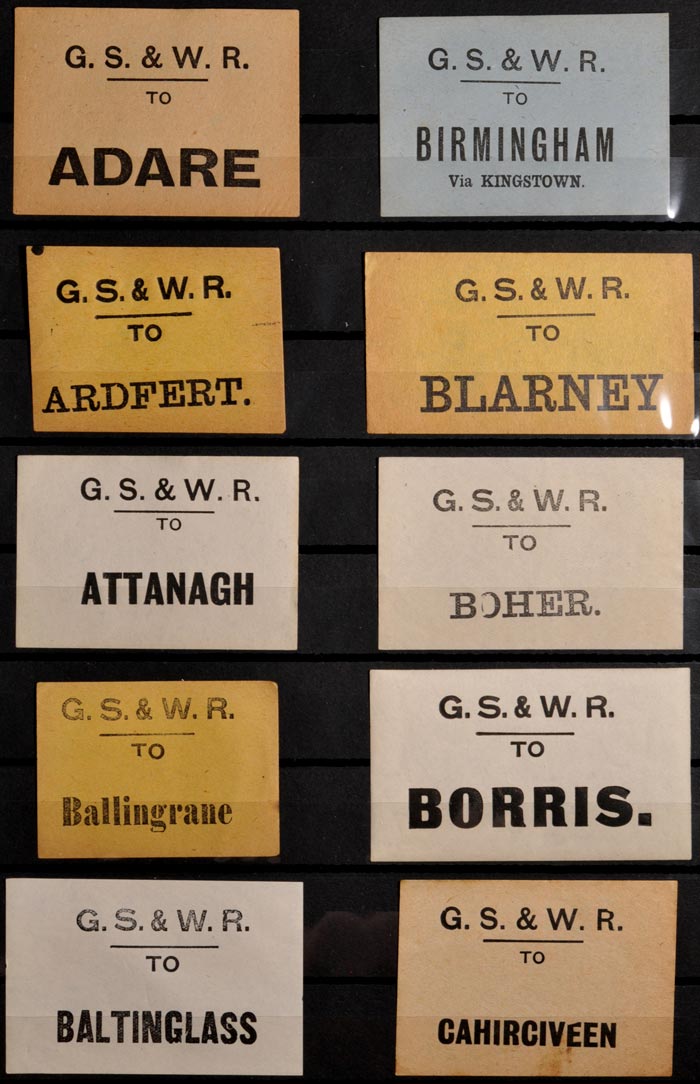 G. S. & W. R.
TO
ADARE
G. S. & W. R.
TO
BIRMINGHAM
Via KINGSTOWN.
G. S. & W. R.
TO
ARDFERT.
G. S. & W. R.
TO
BLARNEY
G. S. & W. R.
TO
ATTANAGH
G. S. & W. R.
TO
BOHER.
G. S. & W. R.
TO
Ballingrane
G. S. & W. R.
TO
BORRIS.
G. S. & W. R.
TO
BALTINGLASS
G. S. & W. R.
TO
CAHIRCIVEEN